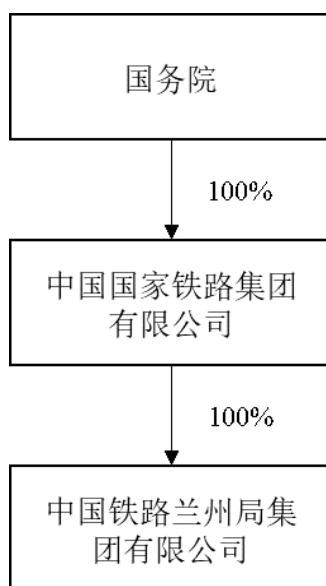 国务院
100%
中国国家铁路集团
有限公司
100%
中国铁路兰州局集
团有限公司